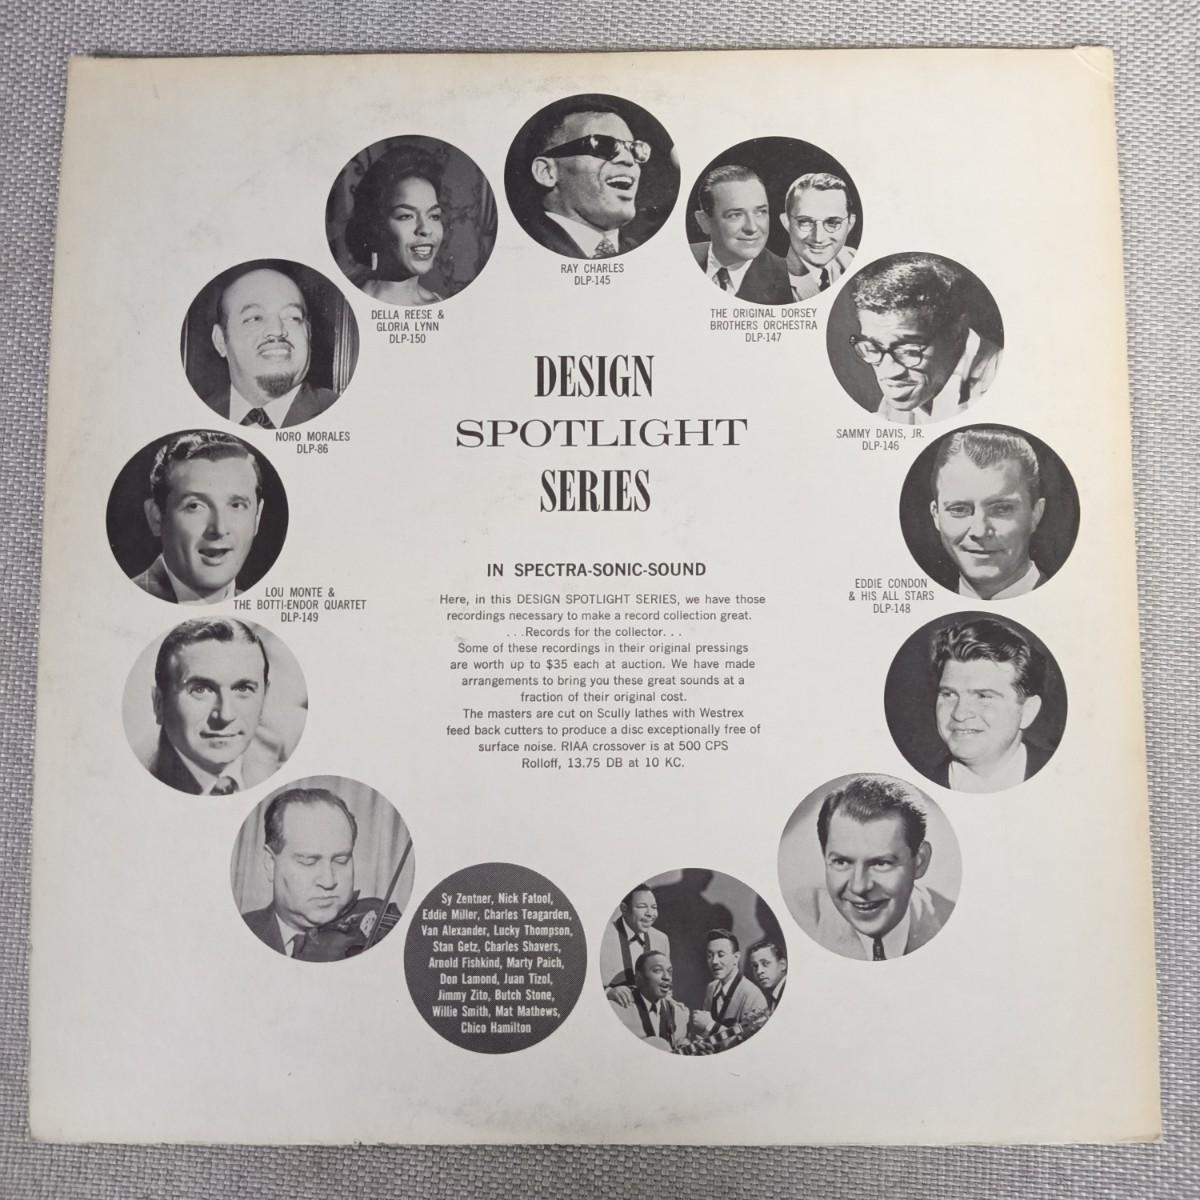 RAY CHARLES
DLP-145
DELLA REESE &
GLORIA LYNN
DLP-150
THE ORIGINAL DORSEY
BROTHERS ORCHESTRA
DLP-147
NORO MORALES
DLP-86
SAMMY DAVIS, JR.
DLP-146
DESIGN
SPOTLIGHT
SERIES
LOU MONTE &
THE BOTTI-ENDOR QUARTET
DLP-149
EDDIE CONDON
& HIS ALL STARS
DLP-148
IN SPECTRA-SONIC-SOUND
Here, in this DESIGN SPOTLIGHT SERIES, we have those
recordings necessary to make a record collection great.
. . .Records for the collector. . .
Some of these recordings in their original pressings
are worth up to $35 each at auction. We have made
arrangements to bring you these great sounds at a
fraction of their original cost.
The masters are cut on Scully lathes with Westrex
feed back cutters to produce a disc exceptionally free of
surface noise. RIAA crossover is at 500 CPS
Rolloff, 13.75 DB at 10 KC.
Sy Zentner, Nick Fatool,
Eddie Miller, Charles Teagarden,
Van Alexander, Lucky Thompson,
Stan Getz, Charles Shavers,
Arnold Fishkind, Marty Paich,
Don Lamond, Juan Tizol,
Jimmy Zito, Butch Stone,
Willie Smith, Mat Mathews,
Chico Hamilton